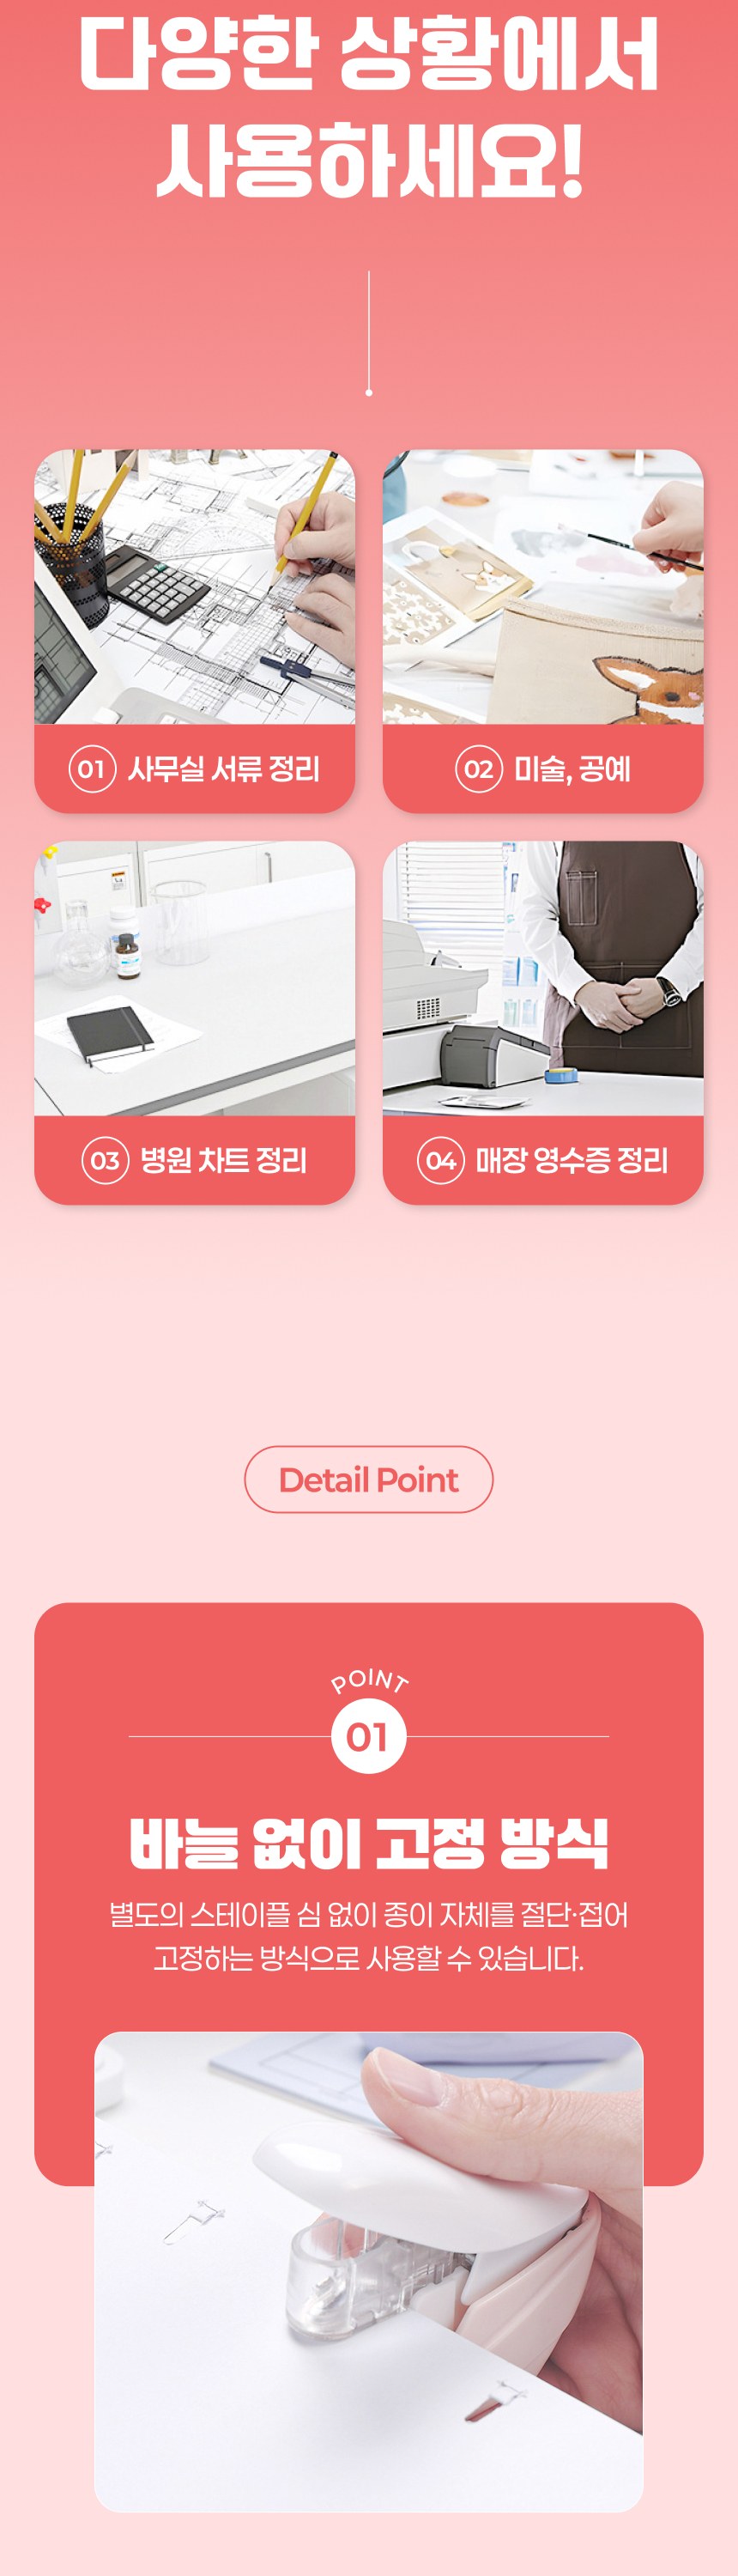 다양한 상황에서
사용하세요!
01 사무실 서류 정리
02 미술, 공예
03 병원 차트 정리
04 매장 영수증 정리
Detail Point
POINT
01
바늘 없이 고정 방식
별도의 스테이플 심 없이 종이 자체를 절단·접어
고정하는 방식으로 사용할 수 있습니다.